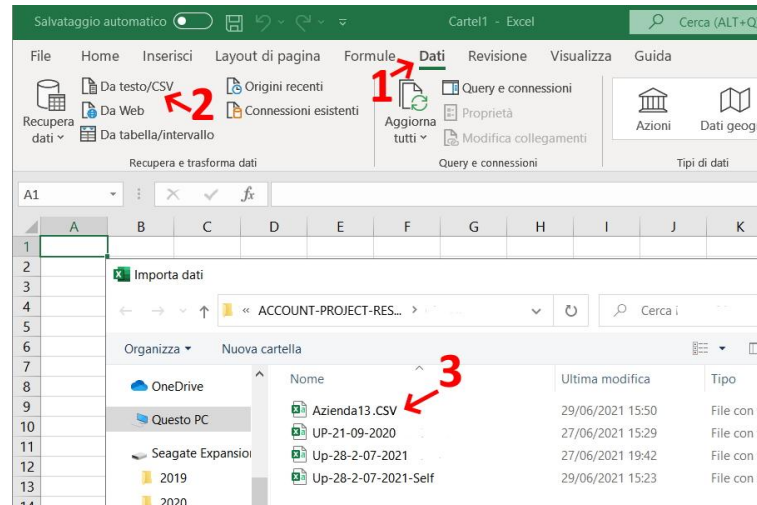 Salvataggio automatico Cartel1 - Excel Cerca (ALT+Q
File Home Inserisci Layout di pagina Formule Dati Revisione Visualizza Guida
1
Da testo/CSV Origini recenti Query e connessioni
2
Da Web Connessioni esistenti Proprietà
Recupera dati Da tabella/intervallo Aggiorna tutti Modifica collegamenti Azioni Dati geog
Recupera e trasforma dati Query e connessioni Tipi di dati
A1 fx
A B C D E F G H I J K
1
2
Importa dati
3
4
« ACCOUNT-PROJECT-RES... > Cerca i
5
6
Organizza Nuova cartella
7
Nome Ultima modifica Tipo
8
OneDrive
3
9
Azienda13.CSV 29/06/2021 15:50 File con
Questo PC
10
UP-21-09-2020 27/06/2021 15:29 File con
11
Seagate Expansion Up-28-2-07-2021 27/06/2021 19:42 File con
12
2019 Up-28-2-07-2021-Self 29/06/2021 15:23 File con
13
2020
14